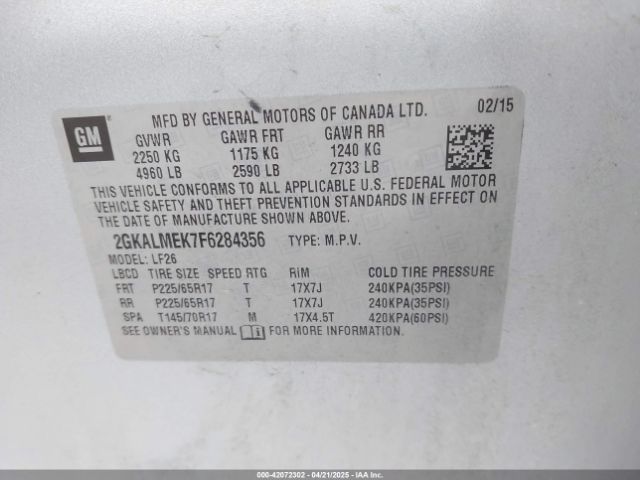 MFD BY GENERAL MOTORS OF CANADA LTD. 02/15
GM
GVWR GAWR FRT GAWR RR
2250 KG 1175 KG 1240 KG
4960 LB 2590 LB 2733 LB
THIS VEHICLE CONFORMS TO ALL APPLICABLE U.S. FEDERAL MOTOR
VEHICLE SAFETY AND THEFT PREVENTION STANDARDS IN EFFECT ON
THE DATE OF MANUFACTURE SHOWN ABOVE.
2GKALMEK7F6284356 TYPE: M.P.V.
MODEL: LF26
LBCD TIRE SIZE SPEED RTG RIM COLD TIRE PRESSURE
FRT P225/65R17 T 17X7J 240KPA(35PSI)
RR P225/65R17 T 17X7J 240KPA(35PSI)
SPA T145/70R17 M 17X4.5T 420KPA(60PSI)
SEE OWNER'S MANUAL FOR MORE INFORMATION.
000-42072302 - 04/21/2025 - IAA Inc.